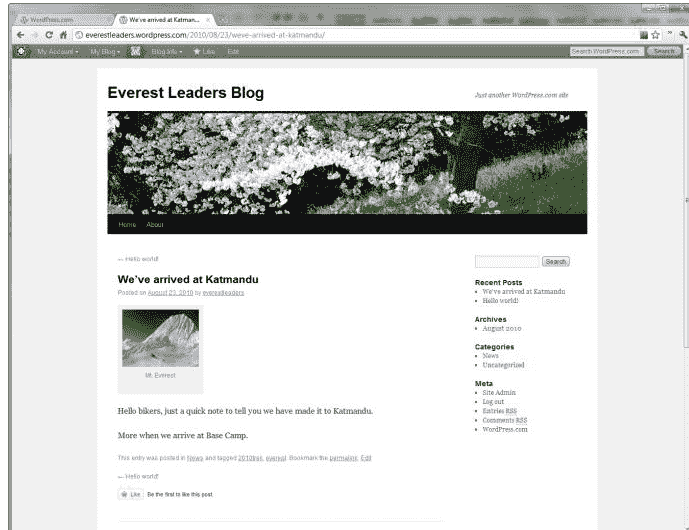 WordPress.com
We've arrived at Katman...
everestleaders.wordpress.com/2010/08/23/weve-arrived-at-katmandu/
My Account
My Blog
Blog Info
Like
Edit
Search WordPress.com
Search
Everest Leaders Blog
Just another WordPress.com site
Home
About
← Hello world!
We've arrived at Katmandu
Posted on August 23, 2010 by everestleaders
Mt. Everest
Hello bikers, just a quick note to tell you we have made it to Katmandu.
More when we arrive at Base Camp.
This entry was posted in News and tagged 2010trek, everest. Bookmark the permalink. Edit
← Hello world!
Like
Be the first to like this post.
Search
Recent Posts
We've arrived at Katmandu
Hello world!
Archives
August 2010
Categories
News
Uncategorized
Meta
Site Admin
Log out
Entries RSS
Comments RSS
WordPress.com